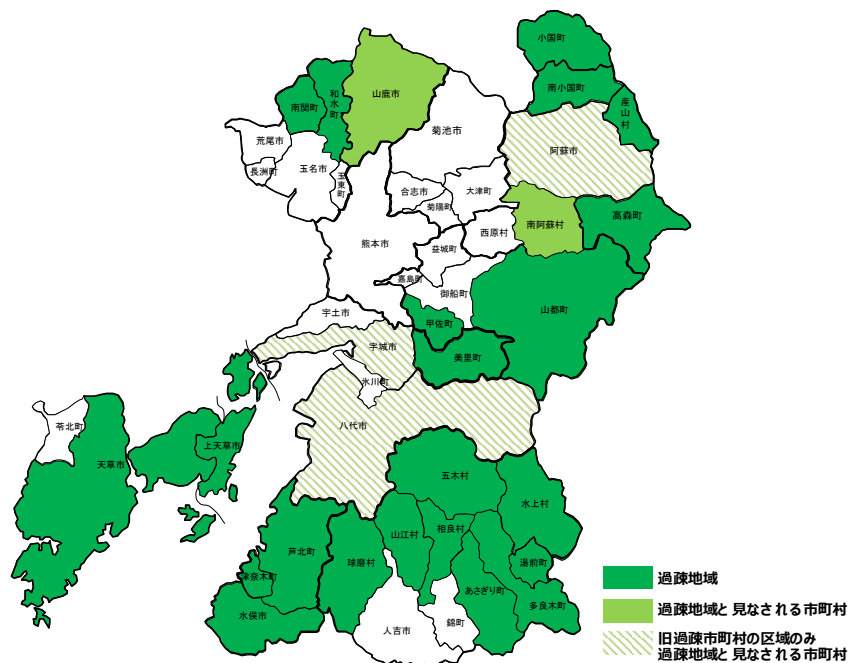 小国町
南小国町
産山村
和水町
山鹿市
南関町
菊池市
荒尾市
阿蘇市
長洲町
玉名市
玉東町
合志市
大津町
菊陽町
高森町
南阿蘇村
西原村
熊本市
益城町
嘉島町
御船町
山都町
宇土市
甲佐町
宇城市
美里町
氷川町
苓北町
八代市
上天草市
天草市
五木村
水上村
相良村
山江村
芦北町
球磨村
湯前町
津奈木町
あさぎり町
多良木町
水俣市
錦町
人吉市
過疎地域
過疎地域と見なされる市町村
旧過疎市町村の区域のみ
過疎地域と見なされる市町村